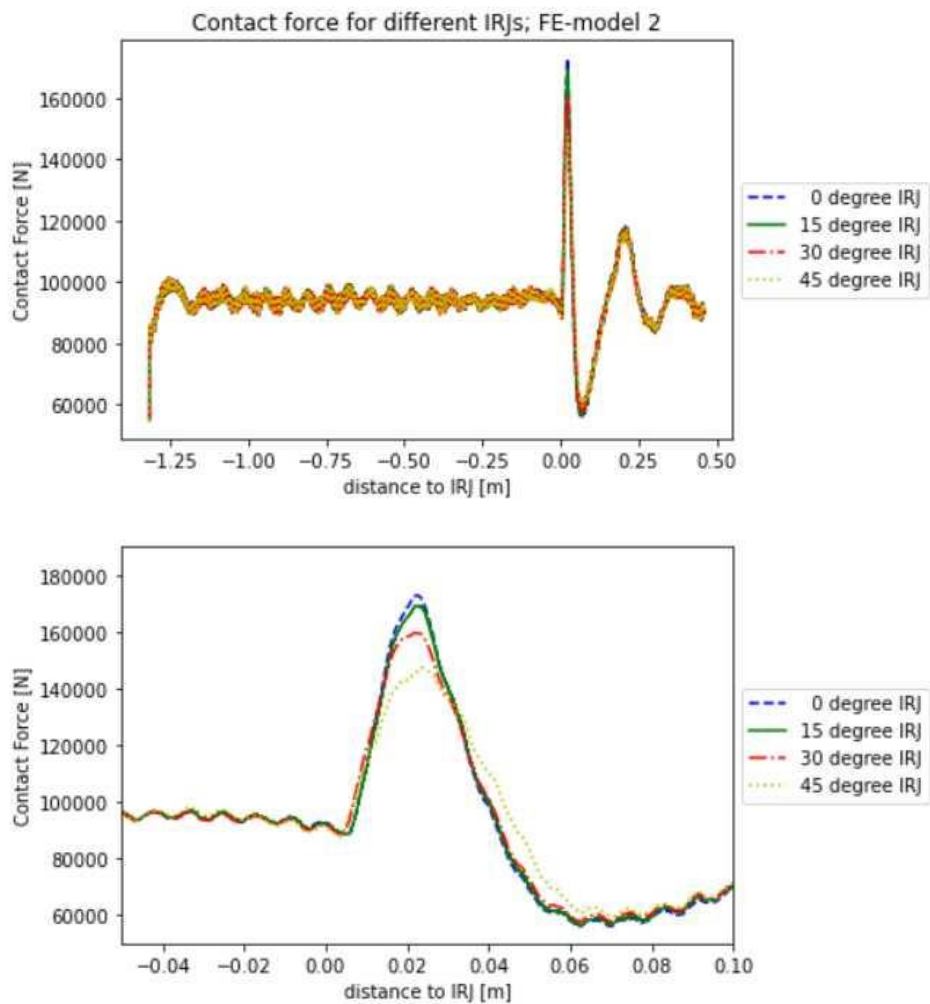 Contact force for different IRJs; FE-model 2
Contact Force [N]
160000
140000
120000
100000
80000
60000
−1.25 −1.00 −0.75 −0.50 −0.25 0.00 0.25 0.50
distance to IRJ [m]
0 degree IRJ
15 degree IRJ
30 degree IRJ
45 degree IRJ
Contact Force [N]
180000
160000
140000
120000
100000
80000
60000
−0.04 −0.02 0.00 0.02 0.04 0.06 0.08 0.10
distance to IRJ [m]
0 degree IRJ
15 degree IRJ
30 degree IRJ
45 degree IRJ